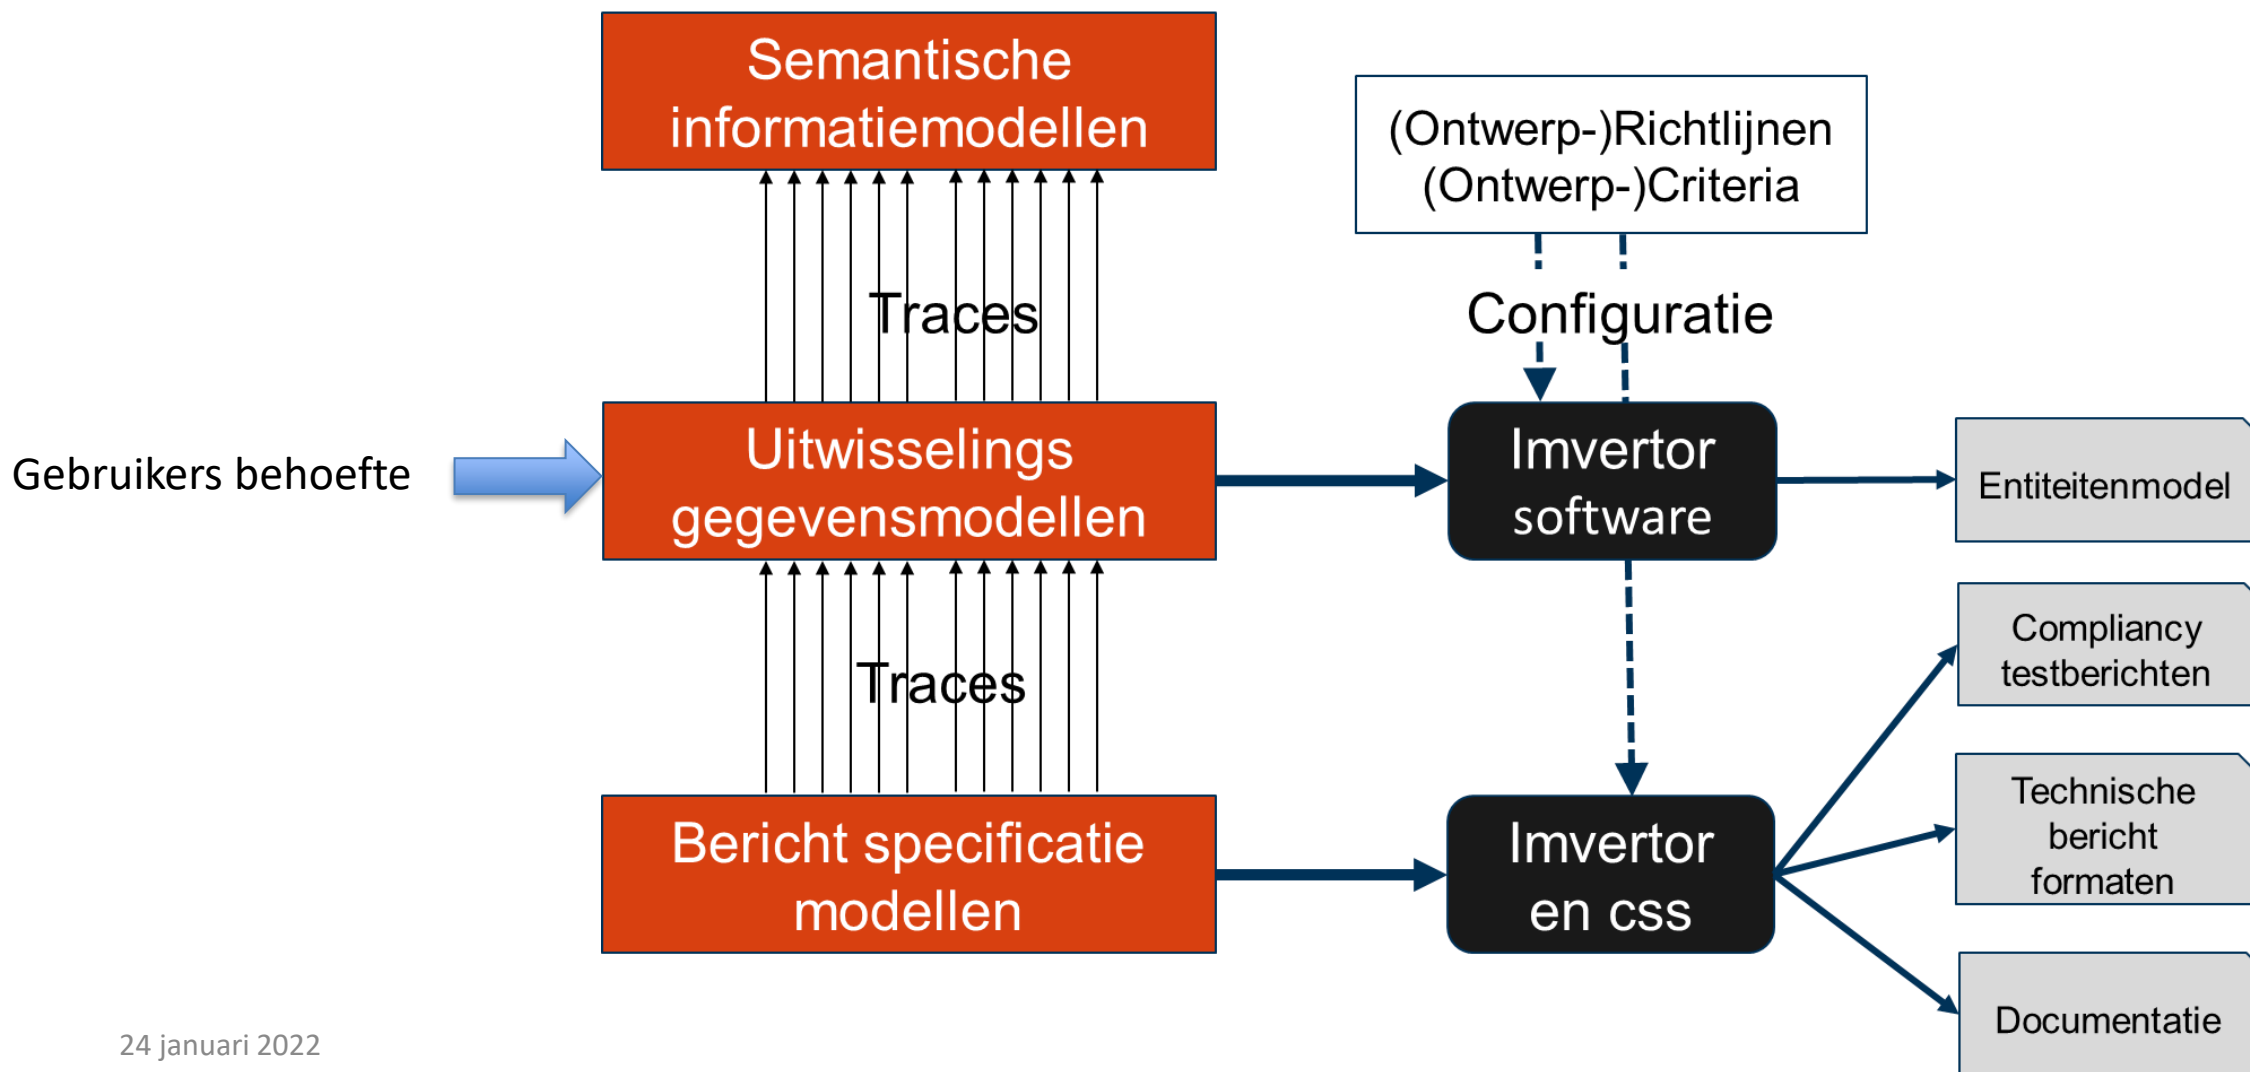 Semantische
informatiemodellen
(Ontwerp-)Richtlijnen
(Ontwerp-)Criteria
Traces
Configuratie
Gebruikers behoefte
Uitwisselings
gegevensmodellen
Imvertor
software
Entiteitenmodel
Compliancy
testberichten
Traces
Technische
bericht
formaten
Bericht specificatie
modellen
Imvertor
en css
Documentatie
24 januari 2022